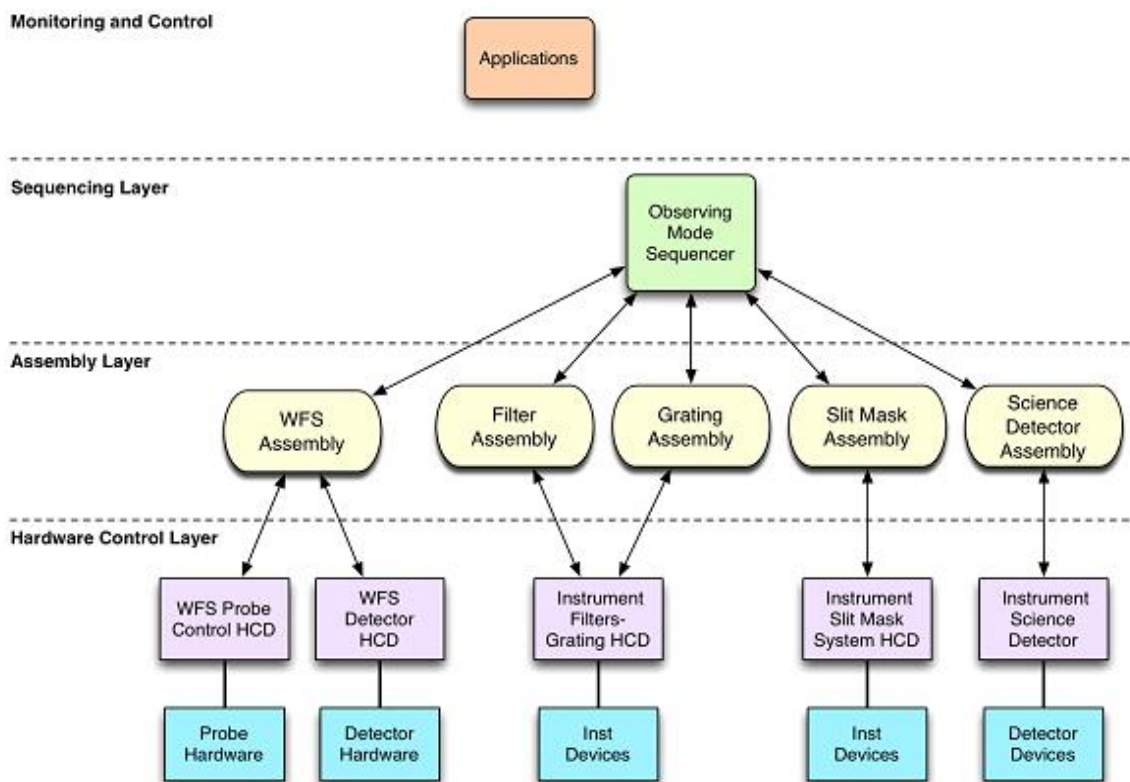 Monitoring and Control
Applications
Sequencing Layer
Observing
Mode
Sequencer
Assembly Layer
WFS
Assembly
Filter
Assembly
Grating
Assembly
Slit Mask
Assembly
Science
Detector
Assembly
Hardware Control Layer
WFS Probe
Control HCD
WFS
Detector
HCD
Instrument
Filters-
Grating HCD
Instrument
Slit Mask
System HCD
Instrument
Science
Detector
Probe
Hardware
Detector
Hardware
Inst
Devices
Inst
Devices
Detector
Devices